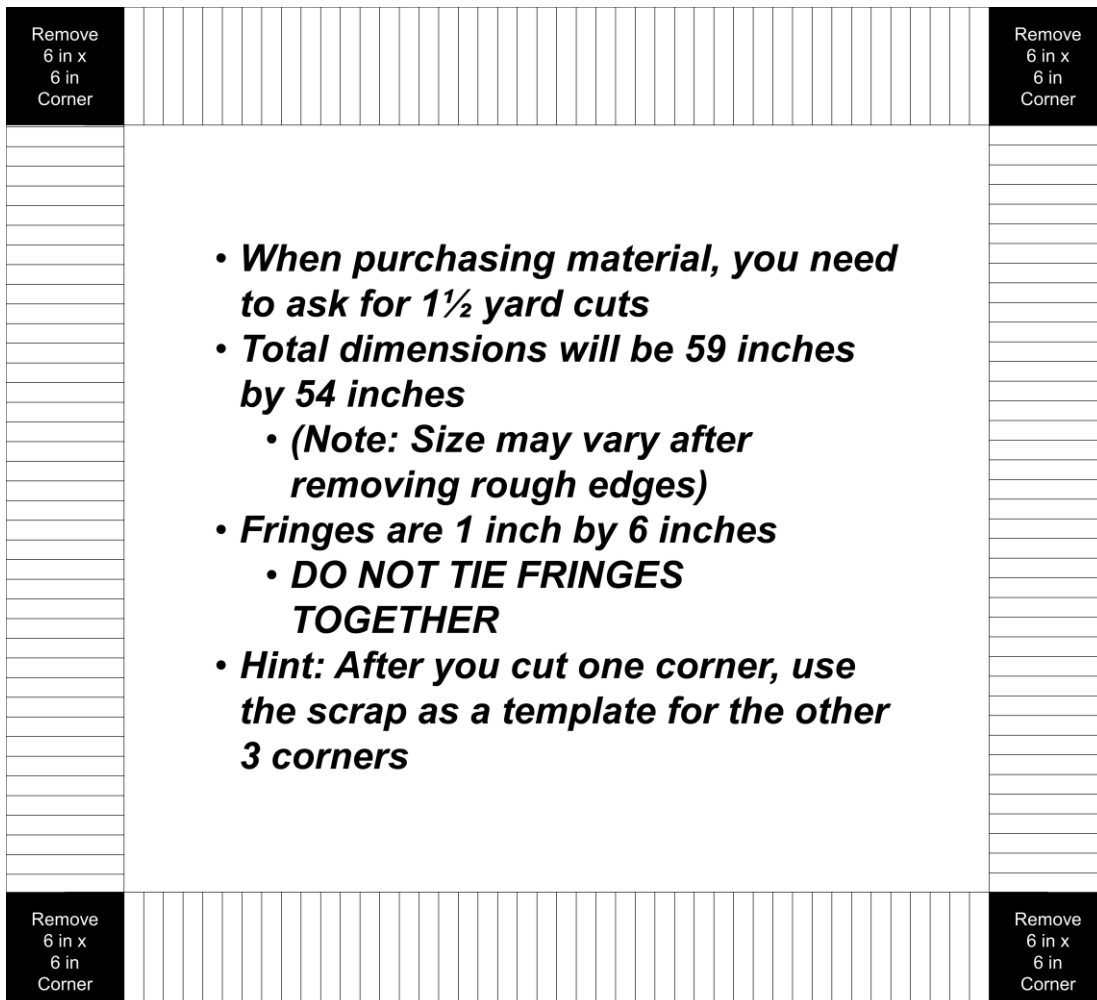 Remove
6 in x
6 in
Corner
Remove
6 in x
6 in
Corner
• When purchasing material, you need
to ask for 1½ yard cuts
• Total dimensions will be 59 inches
by 54 inches
• (Note: Size may vary after
removing rough edges)
• Fringes are 1 inch by 6 inches
• DO NOT TIE FRINGES
TOGETHER
• Hint: After you cut one corner, use
the scrap as a template for the other
3 corners
Remove
6 in x
6 in
Corner
Remove
6 in x
6 in
Corner